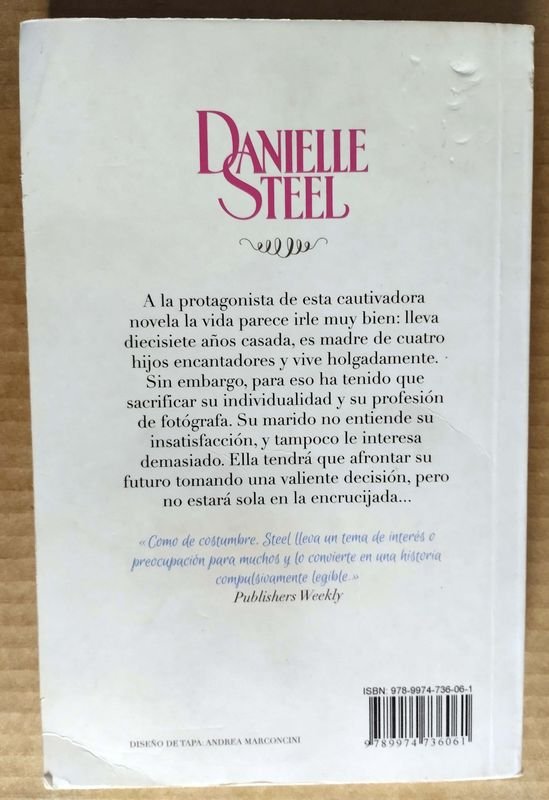 DANIELLE
STEEL
A la protagonista de esta cautivadora
novela la vida parece irle muy bien: lleva
diecisiete años casada, es madre de cuatro
hijos encantadores y vive holgadamente.
Sin embargo, para eso ha tenido que
sacrificar su individualidad y su profesión
de fotógrafa. Su marido no entiende su
insatisfacción, y tampoco le interesa
demasiado. Ella tendrá que afrontar su
futuro tomando una valiente decisión, pero
no estará sola en la encrucijada...
«Como de costumbre, Steel lleva un tema de interés o
preocupación para muchos y lo convierte en una historia
compulsivamente legible.»
Publishers Weekly
ISBN: 978-9974-736-06-1
9789974736061
DISEÑO DE TAPA: ANDREA MARCONCINI